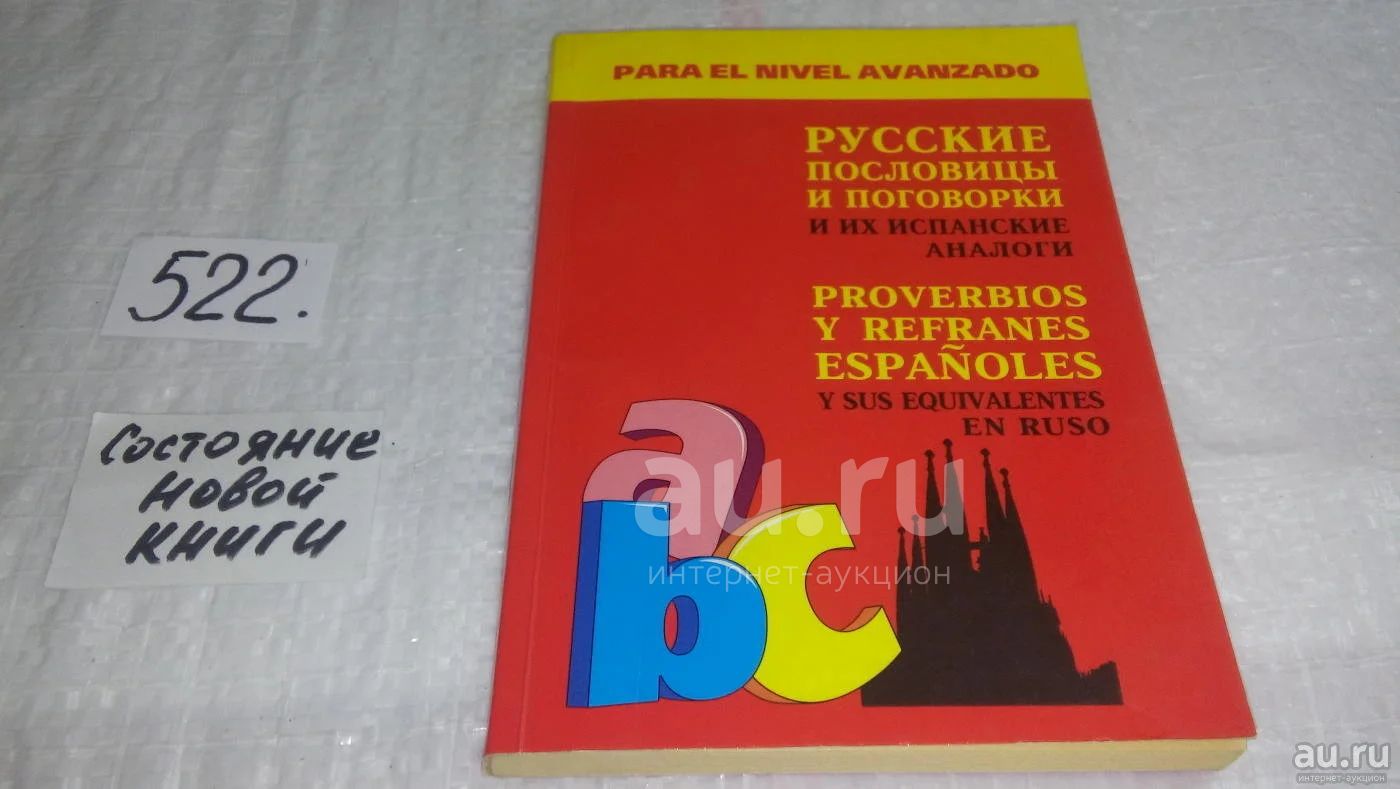 PARA EL NIVEL AVANZADO
РУССКИЕ
ПОСЛОВИЦЫ
И ПОГОВОРКИ
И ИХ ИСПАНСКИЕ
АНАЛОГИ
PROVERBIOS
Y REFRANES
ESPAÑOLES
Y SUS EQUIVALENTES
EN RUSO
a
bc
522.
Состояние
новой
книги
au.ru
интернет-аукцион
au.ru
интернет-аукцион